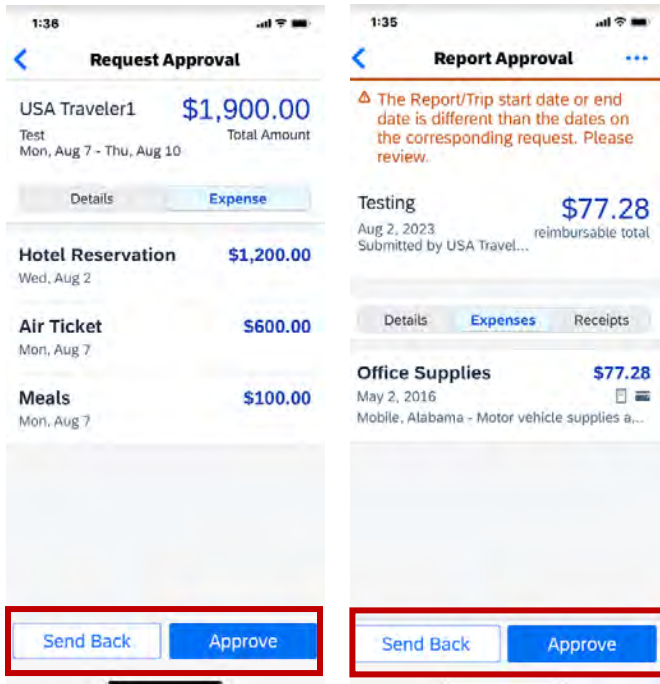 1:36
Request Approval
USA Traveler1 $1,900.00
Test Total Amount
Mon, Aug 7 - Thu, Aug 10
Details Expense
Hotel Reservation $1,200.00
Wed, Aug 2
Air Ticket $600.00
Mon, Aug 7
Meals $100.00
Mon, Aug 7
Send Back Approve
1:35
Report Approval
The Report/Trip start date or end
date is different than the dates on
the corresponding request. Please
review.
Testing $77.28
Aug 2, 2023 reimbursable total
Submitted by USA Travel...
Details Expenses Receipts
Office Supplies $77.28
May 2, 2016
Mobile, Alabama - Motor vehicle supplies a...
Send Back Approve